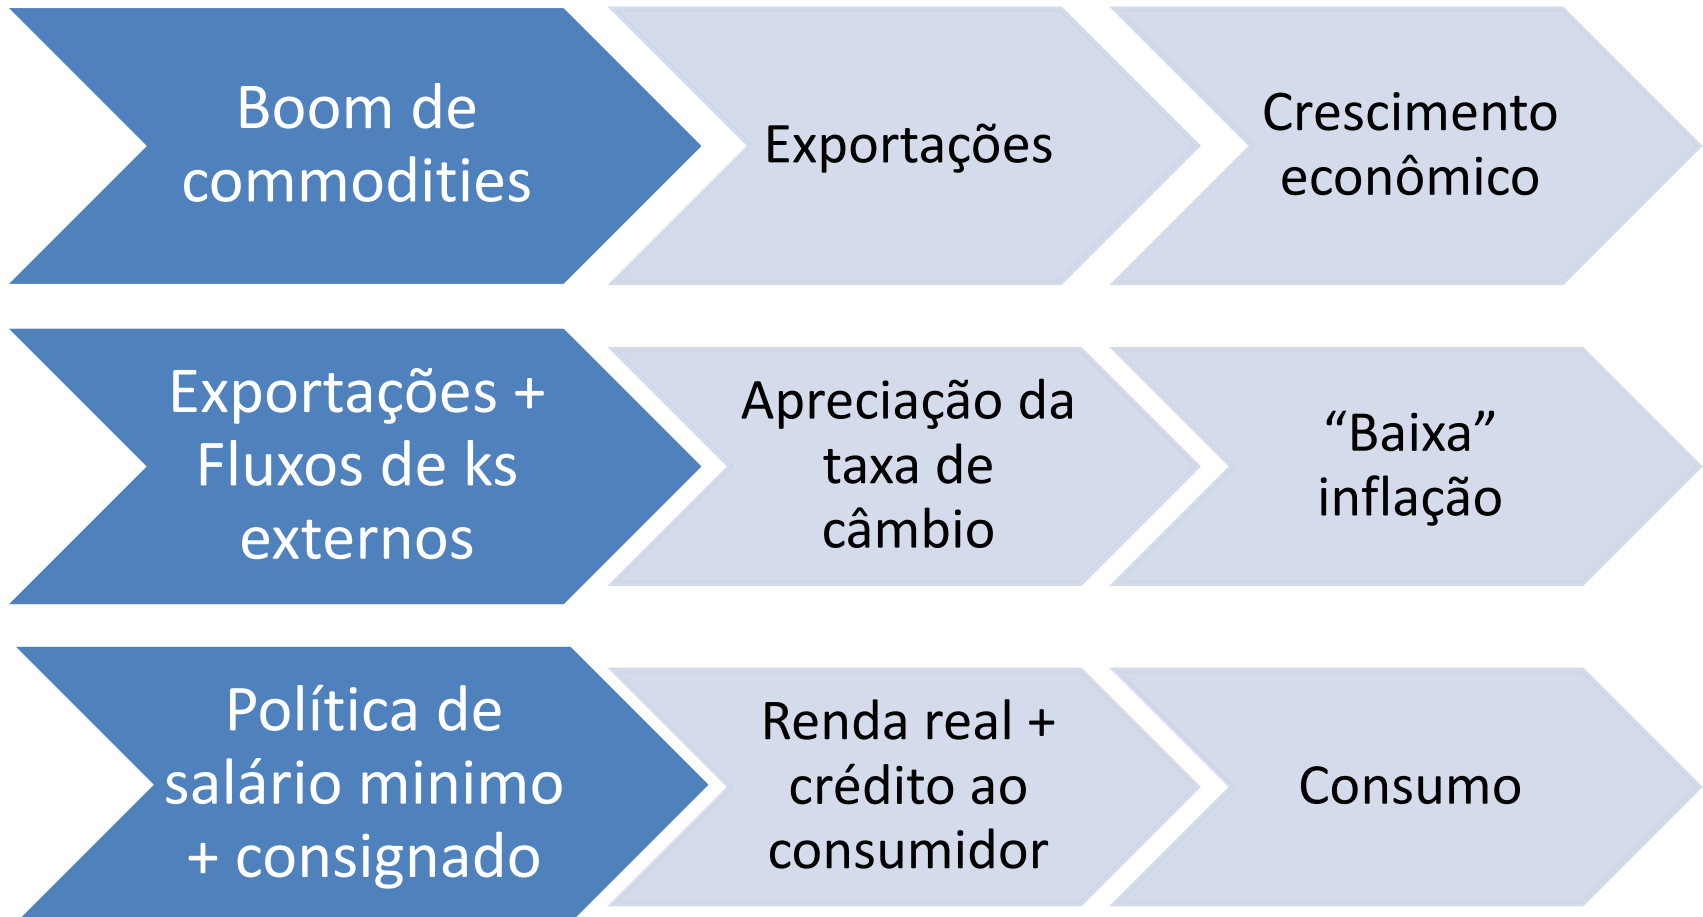 Boom de
commodities
Exportações
Crescimento
econômico
Exportações +
Fluxos de ks
externos
Apreciação da
taxa de
câmbio
“Baixa”
inflação
Política de
salário minimo
+ consignado
Renda real +
crédito ao
consumidor
Consumo